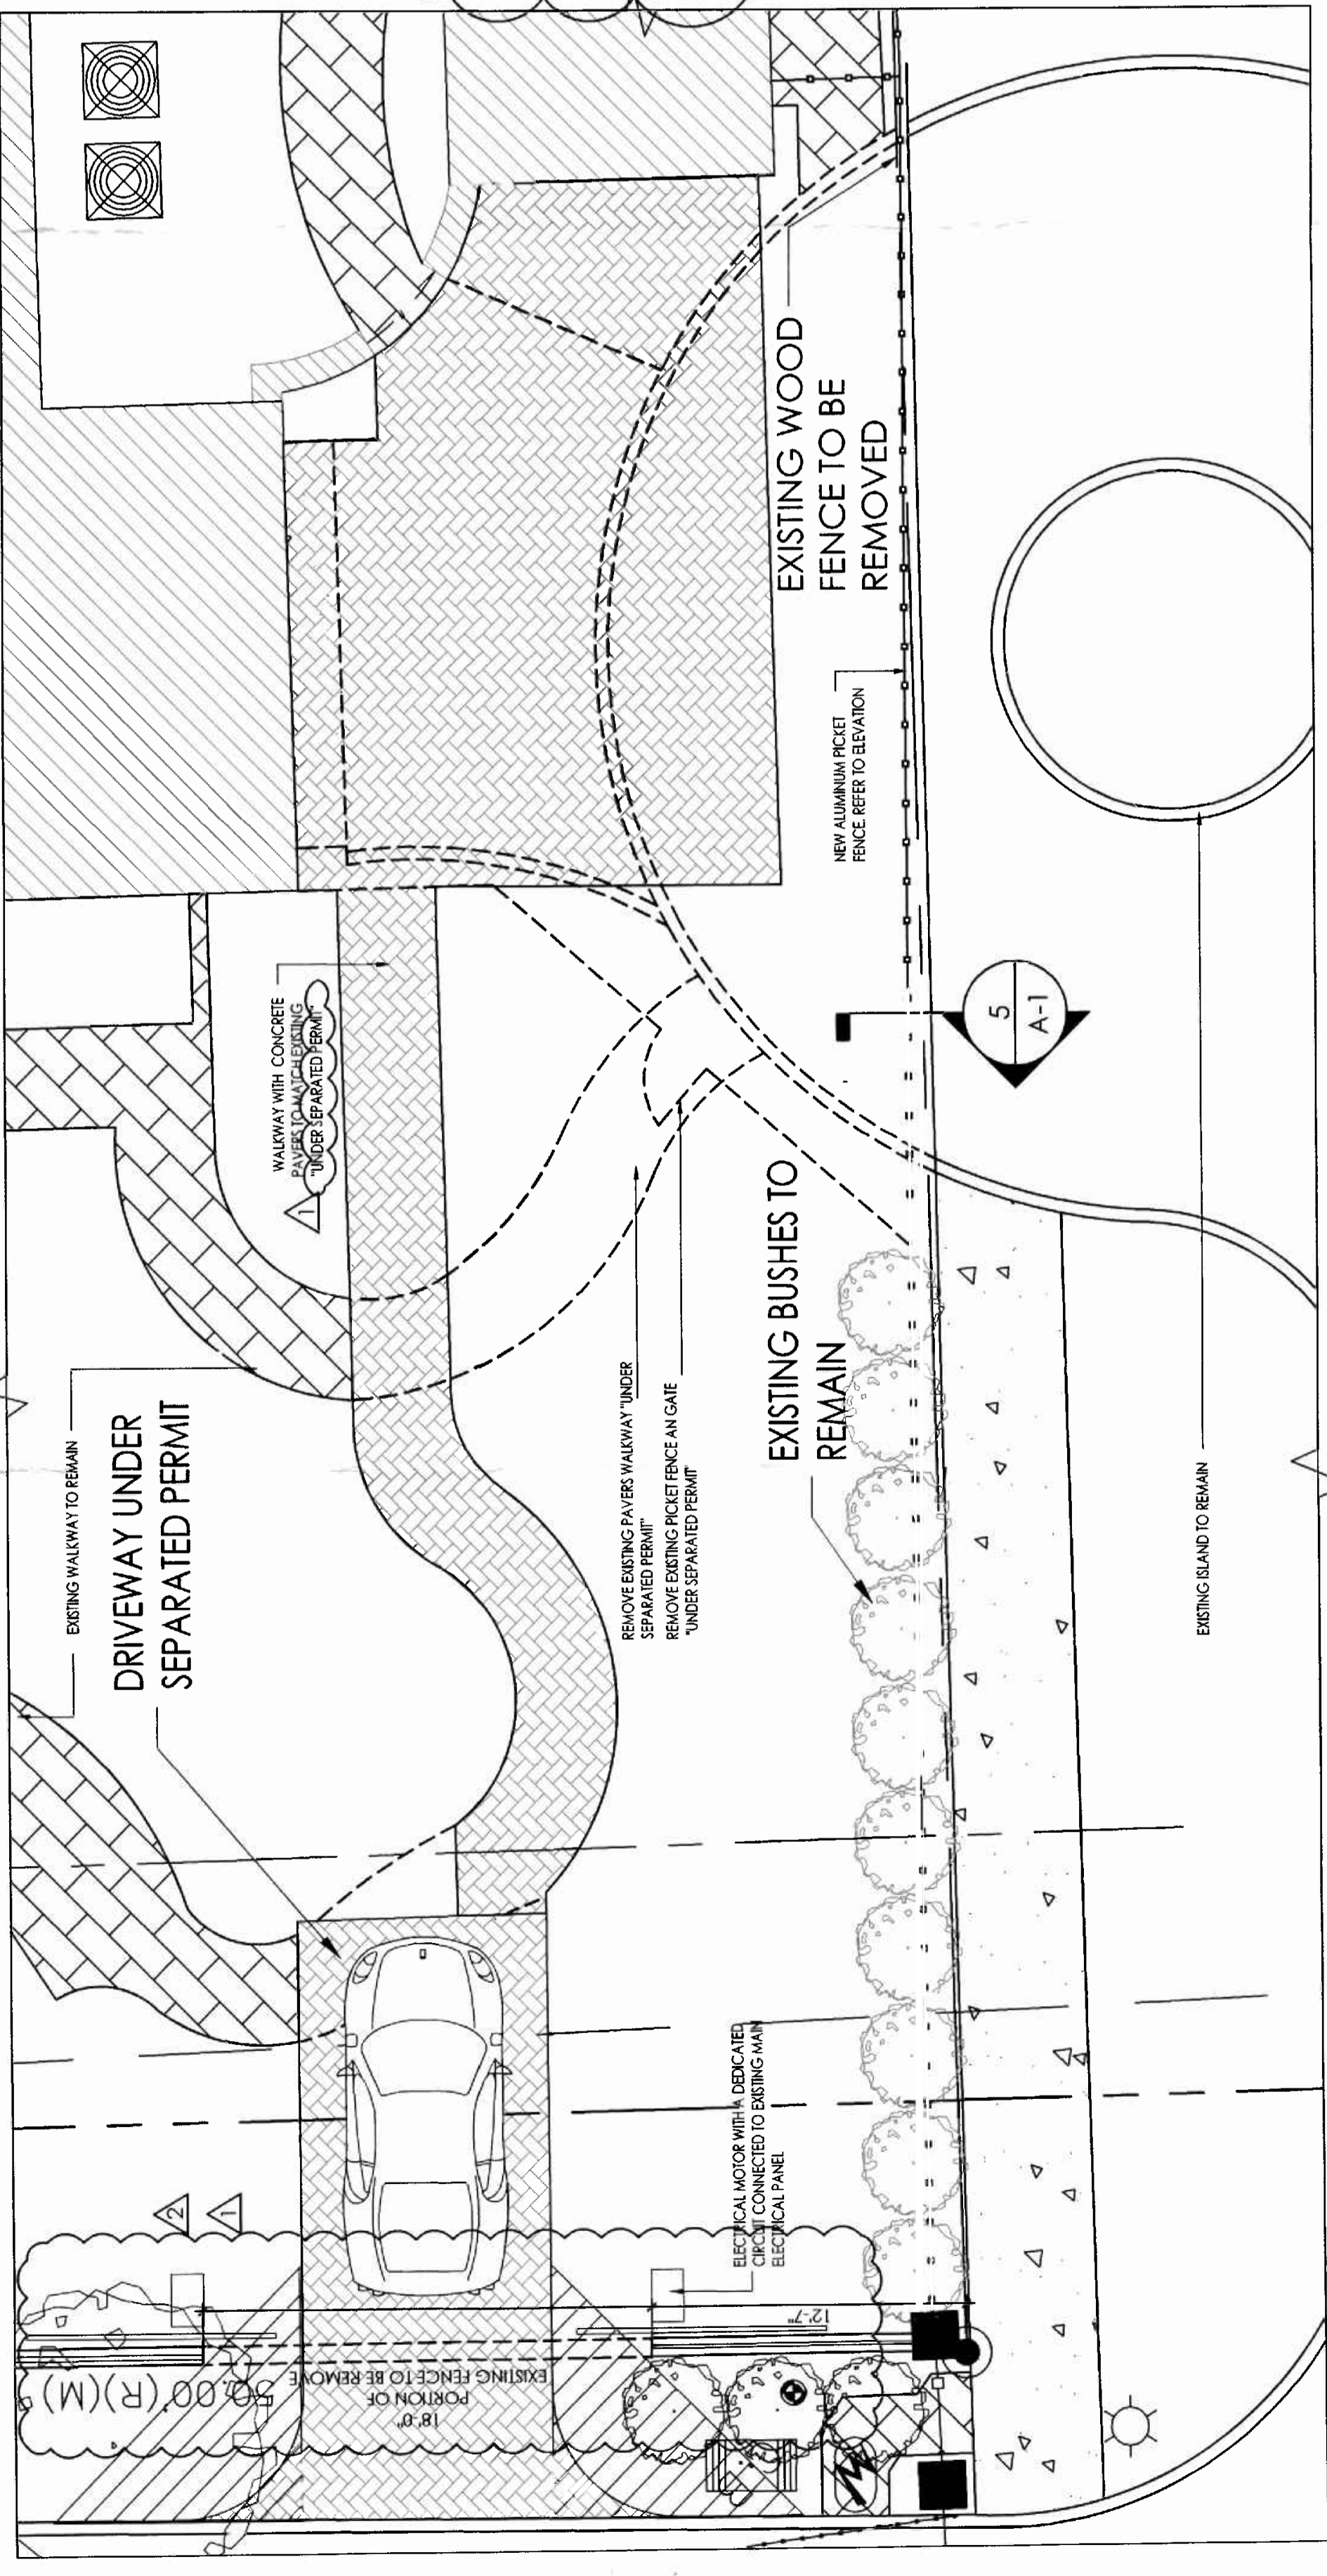 EXISTING WALKWAY TO REMAIN
DRIVEWAY UNDER
SEPARATED PERMIT
WALKWAY WITH CONCRETE
PAVERS TO MATCH EXISTING
"UNDER SEPARATED PERMIT"
1
REMOVE EXISTING PAVERS WALKWAY "UNDER
SEPARATED PERMIT"
REMOVE EXISTING PICKET FENCE AN GATE
"UNDER SEPARATED PERMIT"
EXISTING WOOD
FENCE TO BE
REMOVED
NEW ALUMINUM PICKET
FENCE. REFER TO ELEVATION
5
A-1
EXISTING BUSHES TO
REMAIN
EXISTING ISLAND TO REMAIN
ELECTRICAL MOTOR WITH A DEDICATED
CIRCUIT CONNECTED TO EXISTING MAIN
ELECTRICAL PANEL
2
1
12'-7"
50.00'(R)(M)
18'-0"
PORTION OF
EXISTING FENCE TO BE REMOVE